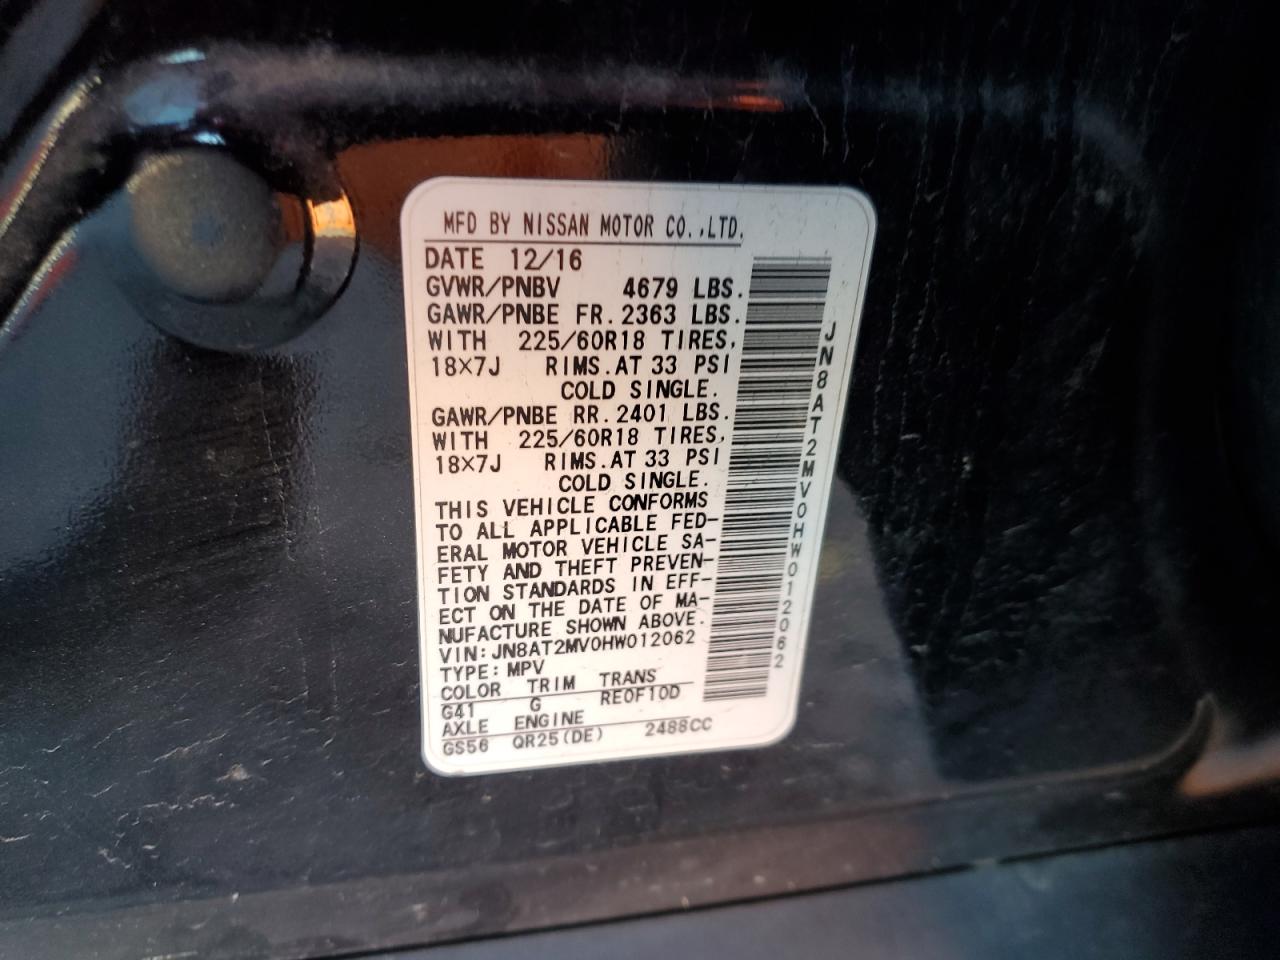 MFD BY NISSAN MOTOR CO.,LTD.
DATE 12/16
GVWR/PNBV 4679 LBS.
GAWR/PNBE FR. 2363 LBS.
WITH 225/60R18 TIRES,
18×7J RIMS. AT 33 PSI
COLD SINGLE.
GAWR/PNBE RR. 2401 LBS.
WITH 225/60R18 TIRES,
18×7J RIMS. AT 33 PSI
COLD SINGLE.
THIS VEHICLE CONFORMS
TO ALL APPLICABLE FED-
ERAL MOTOR VEHICLE SA-
FETY AND THEFT PREVEN-
TION STANDARDS IN EFF-
ECT ON THE DATE OF MA-
NUFACTURE SHOWN ABOVE.
VIN: JN8AT2MV0HW012062
TYPE: MPV
COLOR TRIM TRANS
G41 G RE0F10D
AXLE ENGINE
GS56 QR25(DE) 2488CC
JN8AT2MV0HW012062